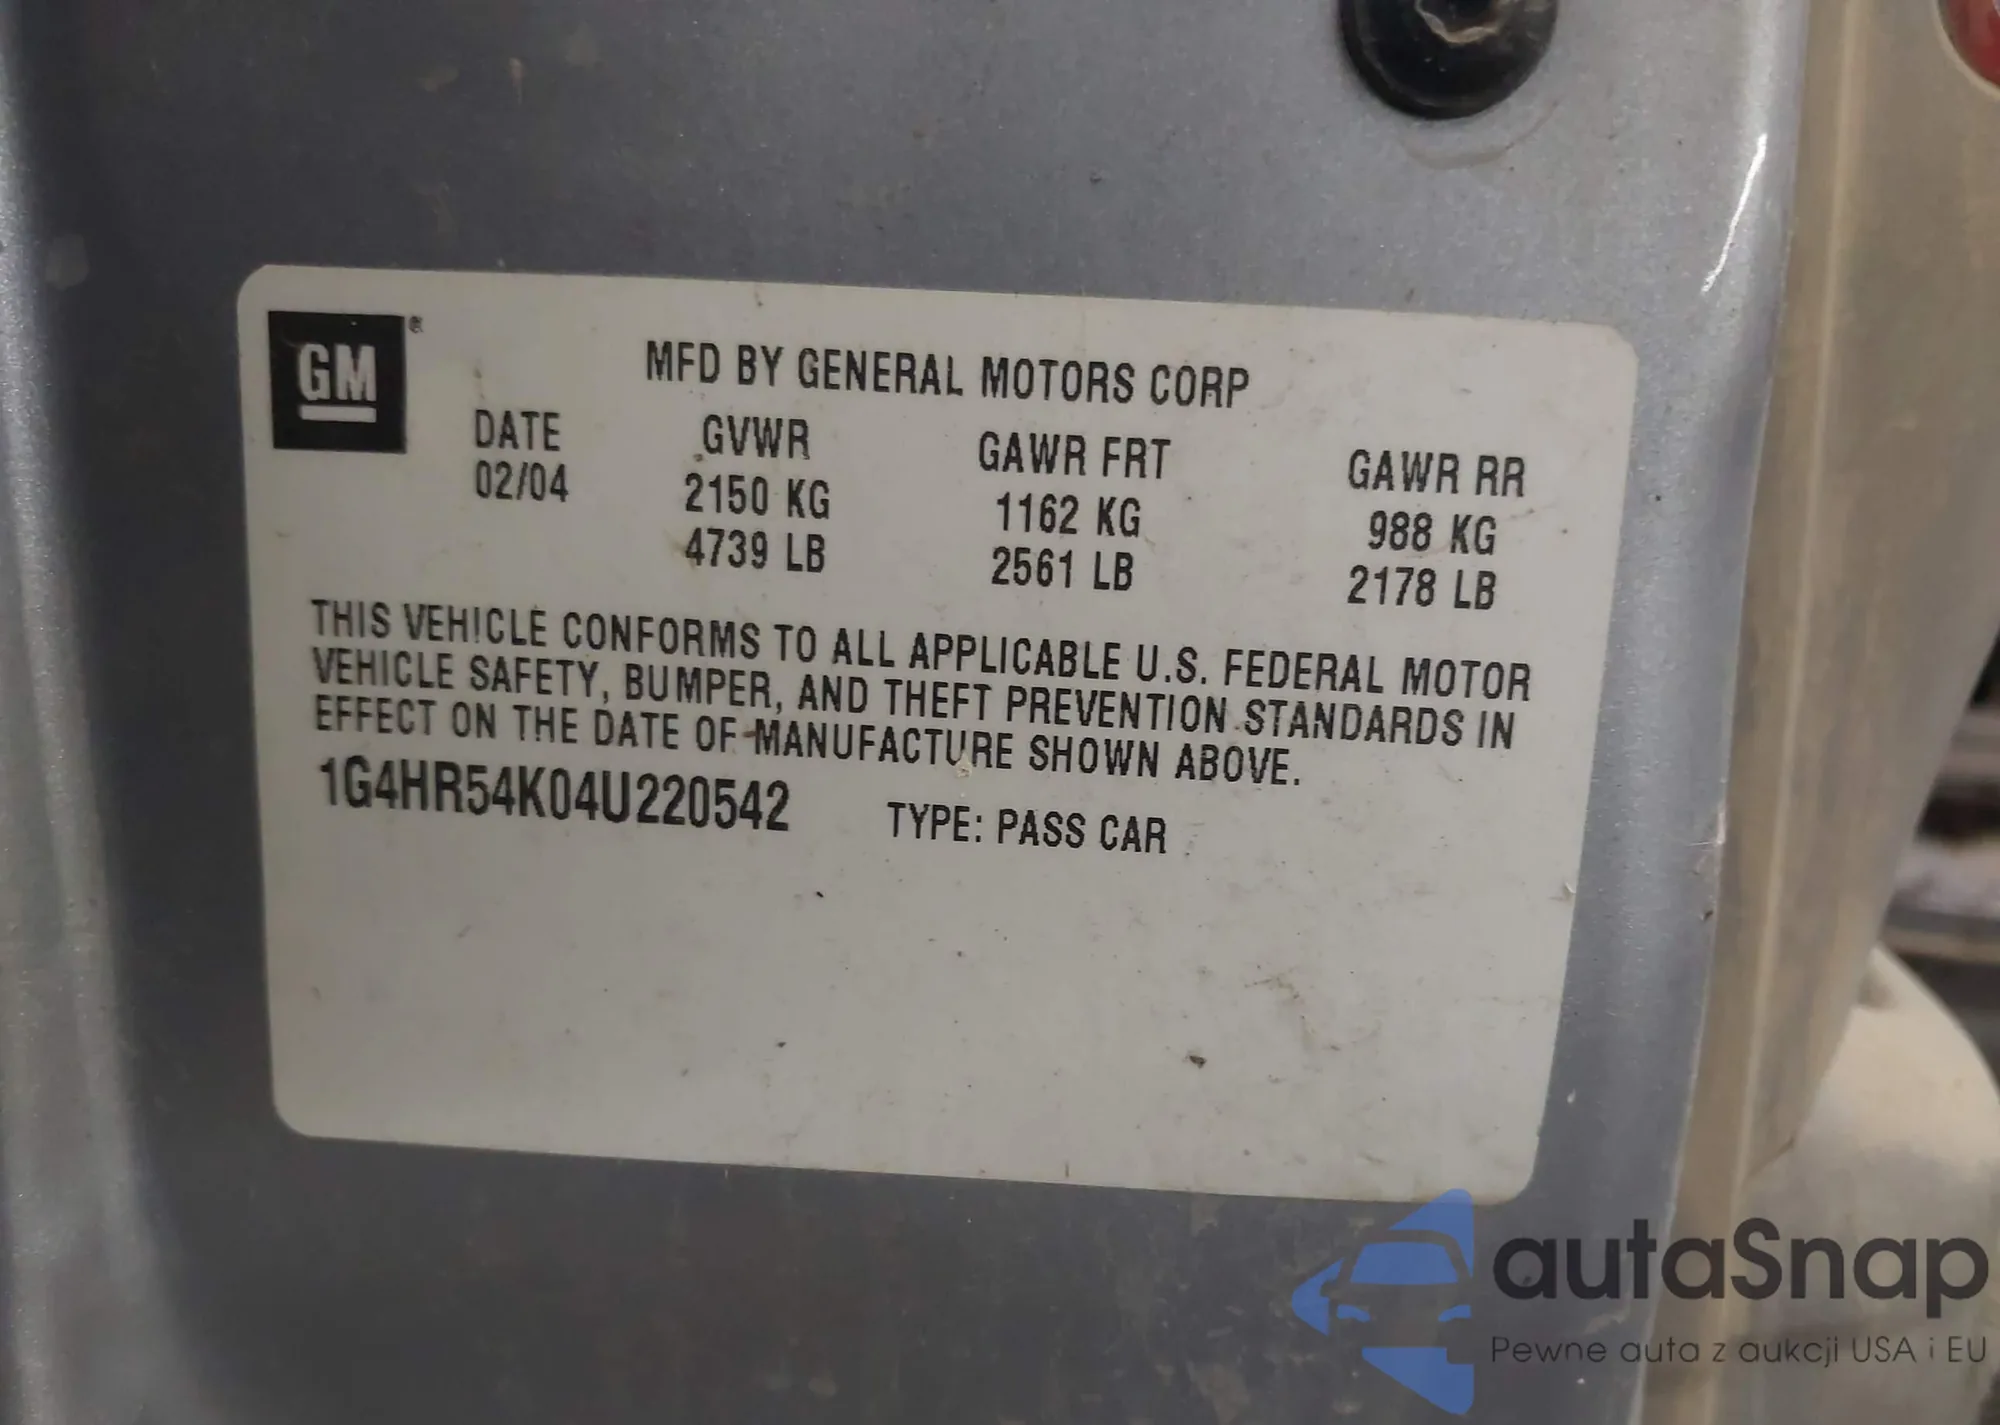 GM®
MFD BY GENERAL MOTORS CORP
DATE GVWR GAWR FRT GAWR RR
02/04 2150 KG 1162 KG 988 KG
4739 LB 2561 LB 2178 LB
THIS VEHICLE CONFORMS TO ALL APPLICABLE U.S. FEDERAL MOTOR
VEHICLE SAFETY, BUMPER, AND THEFT PREVENTION STANDARDS IN
EFFECT ON THE DATE OF MANUFACTURE SHOWN ABOVE.
1G4HR54K04U220542 TYPE: PASS CAR
autaSnap
Pewne auta z aukcji USA i EU